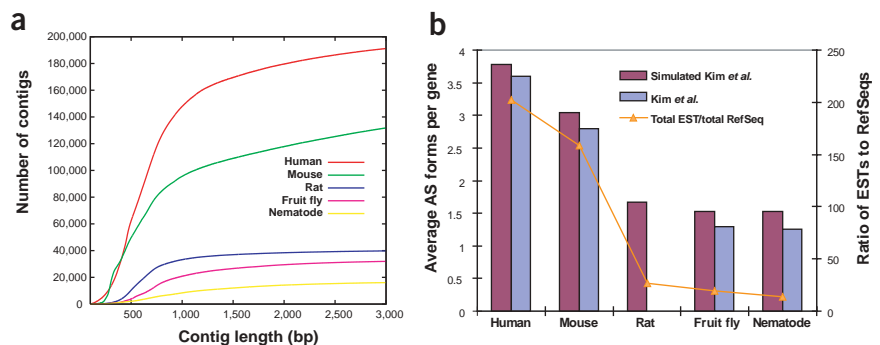 a
Number of contigs
200,000
180,000
160,000
140,000
120,000
100,000
80,000
60,000
40,000
20,000
0
Human
Mouse
Rat
Fruit fly
Nematode
500 1,000 1,500 2,000 2,500 3,000
Contig length (bp)
b
Average AS forms per gene
4
3.5
3
2.5
2
1.5
1
0.5
0
Simulated Kim et al.
Kim et al.
Total EST/total RefSeq
250
200
150
100
50
0
Ratio of ESTs to RefSeqs
Human Mouse Rat Fruit fly Nematode